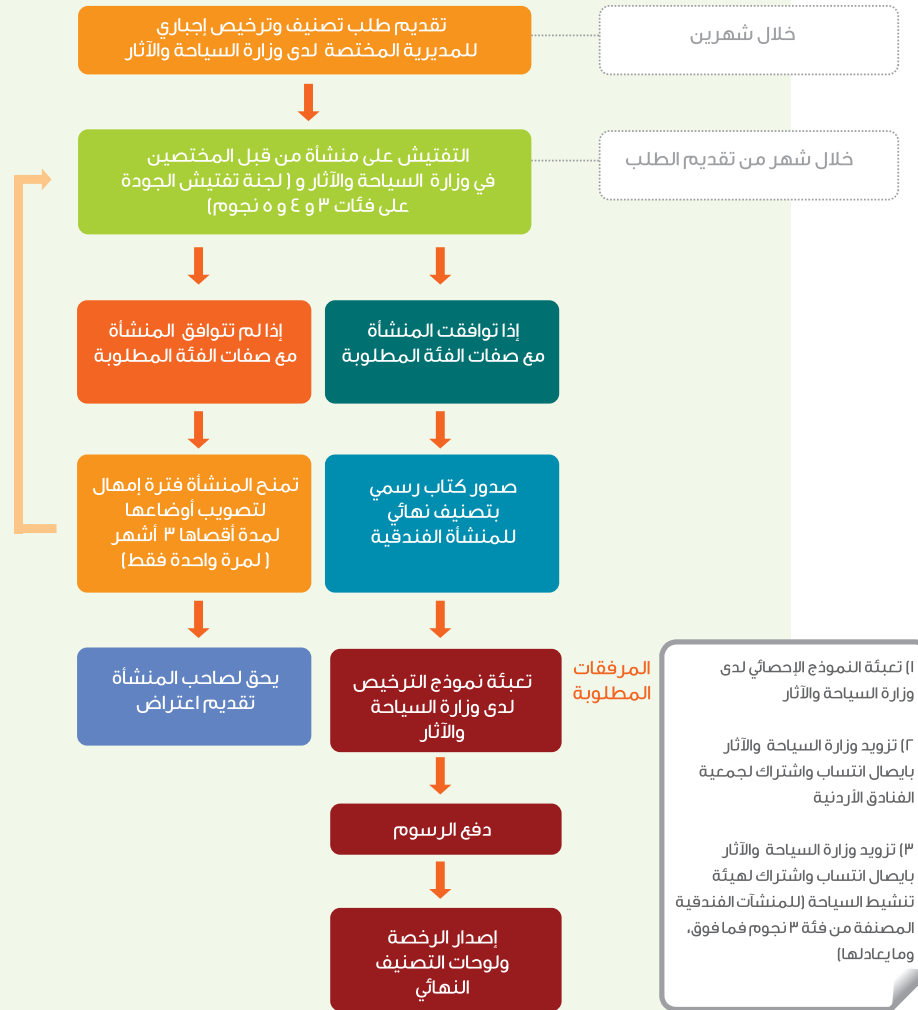 تقديم طلب تصنيف وترخيص إجباري
للمديرية المختصة لدى وزارة السياحة والآثار
خلال شهرين
التفتيش على منشأة من قبل المختصين
في وزارة السياحة والآثار و ( لجنة تفتيش الجودة
على فئات ٣ و ٤ و ٥ نجوم)
خلال شهر من تقديم الطلب
إذا توافقت المنشأة
مع صفات الفئة المطلوبة
إذا لم تتوافق المنشأة
مع صفات الفئة المطلوبة
صدور كتاب رسمي
بتصنيف نهائي
للمنشأة الفندقية
تمنح المنشأة فترة إمهال
لتصويب أوضاعها
لمدة أقصاها ٣ أشهر
( لمرة واحدة فقط)
تعبئة نموذج الترخيص
لدى وزارة السياحة
والآثار
يحق لصاحب المنشأة
تقديم اعتراض
دفع الرسوم
إصدار الرخصة
ولوحات التصنيف
النهائي
المرفقات
المطلوبة
١) تعبئة النموذج الإحصائي لدى
وزارة السياحة والآثار
٢) تزويد وزارة السياحة والآثار
بايصال انتساب واشتراك لجمعية
الفنادق الأردنية
٣) تزويد وزارة السياحة والآثار
بايصال انتساب واشتراك لهيئة
تنشيط السياحة (للمنشآت الفندقية
المصنفة من فئة ٣ نجوم فما فوق،
وما يعادلها)